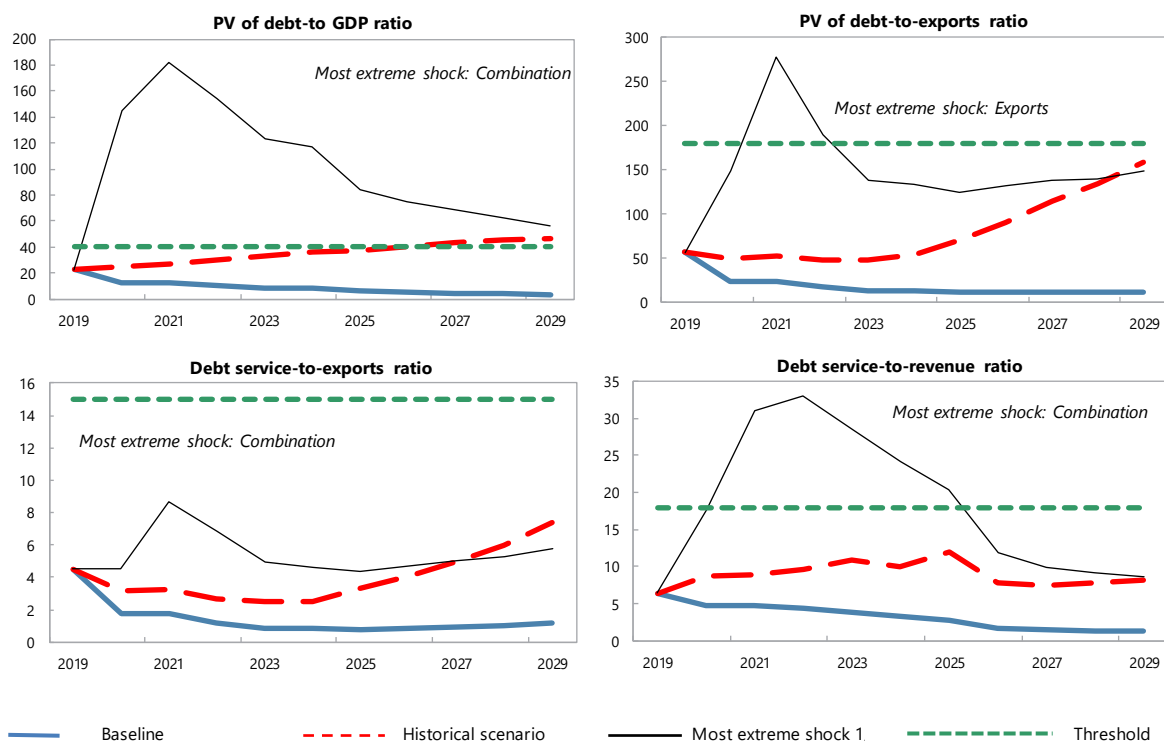 PV of debt-to GDP ratio
200
180
160
140
120
100
80
60
40
20
0
Most extreme shock: Combination
2019 2021 2023 2025 2027 2029
PV of debt-to-exports ratio
300
250
200
150
100
50
0
Most extreme shock: Exports
2019 2021 2023 2025 2027 2029
Debt service-to-exports ratio
16
14
12
10
8
6
4
2
0
Most extreme shock: Combination
2019 2021 2023 2025 2027 2029
Debt service-to-revenue ratio
35
30
25
20
15
10
5
0
Most extreme shock: Combination
2019 2021 2023 2025 2027 2029
Baseline Historical scenario Most extreme shock 1/ Threshold